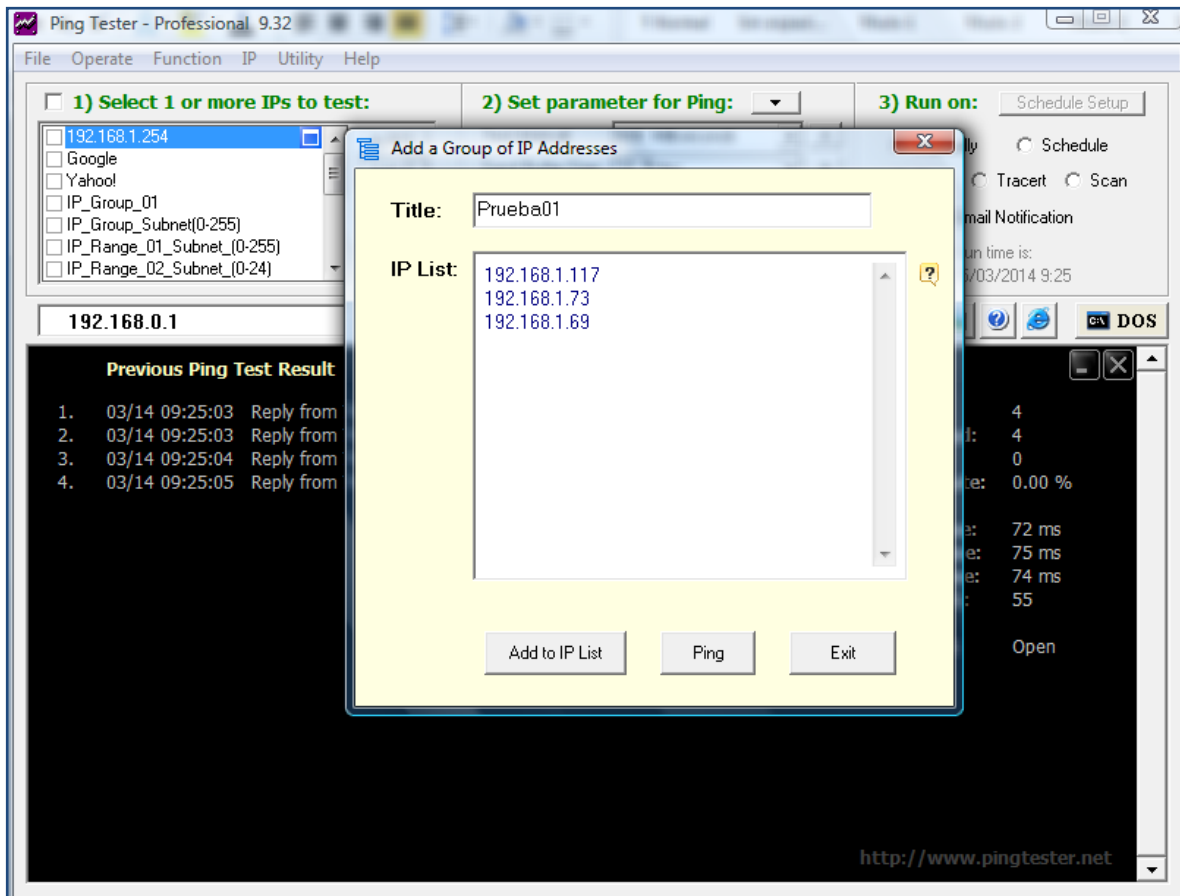 Ping Tester - Professional 9.32
File Operate Function IP Utility Help
1) Select 1 or more IPs to test:
2) Set parameter for Ping:
3) Run on:
Schedule Setup
192.168.1.254
Google
Yahoo!
IP_Group_01
IP_Group_Subnet(0-255)
IP_Range_01_Subnet_(0-255)
IP_Range_02_Subnet_(0-24)
Schedule
Tracert
Scan
mail Notification
un time is:
/03/2014 9:25
192.168.0.1
DOS
Add a Group of IP Addresses
Title:
Prueba01
IP List:
192.168.1.117
192.168.1.73
192.168.1.69
Add to IP List
Ping
Exit
Previous Ping Test Result
1. 03/14 09:25:03 Reply from
2. 03/14 09:25:03 Reply from
3. 03/14 09:25:04 Reply from
4. 03/14 09:25:05 Reply from
4
d: 4
0
te: 0.00 %
e: 72 ms
e: 75 ms
e: 74 ms
: 55
Open
http://www.pingtester.net